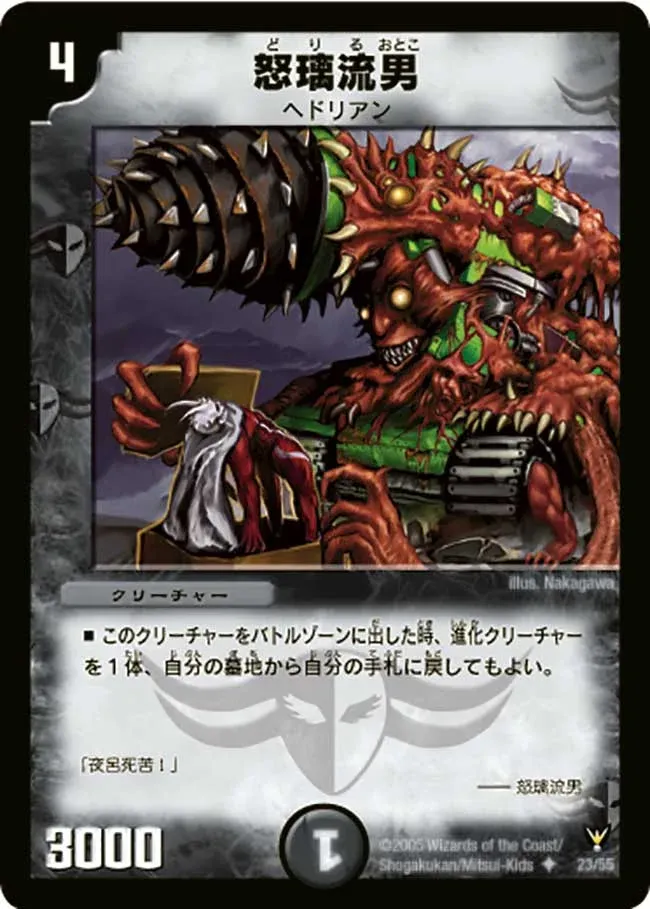 4
どりるおとこ
怒璃流男
ヘドリアン
illus. Nakagawa
クリーチャー
■ このクリーチャーをバトルゾーンに出した時、進化クリーチャー
を1体、自分の墓地から自分の手札に戻してもよい。
「夜呂死苦！」
―― 怒璃流男
3000
1
©2005 Wizards of the Coast/
Shogakukan/Mitsui-Kids
23/55